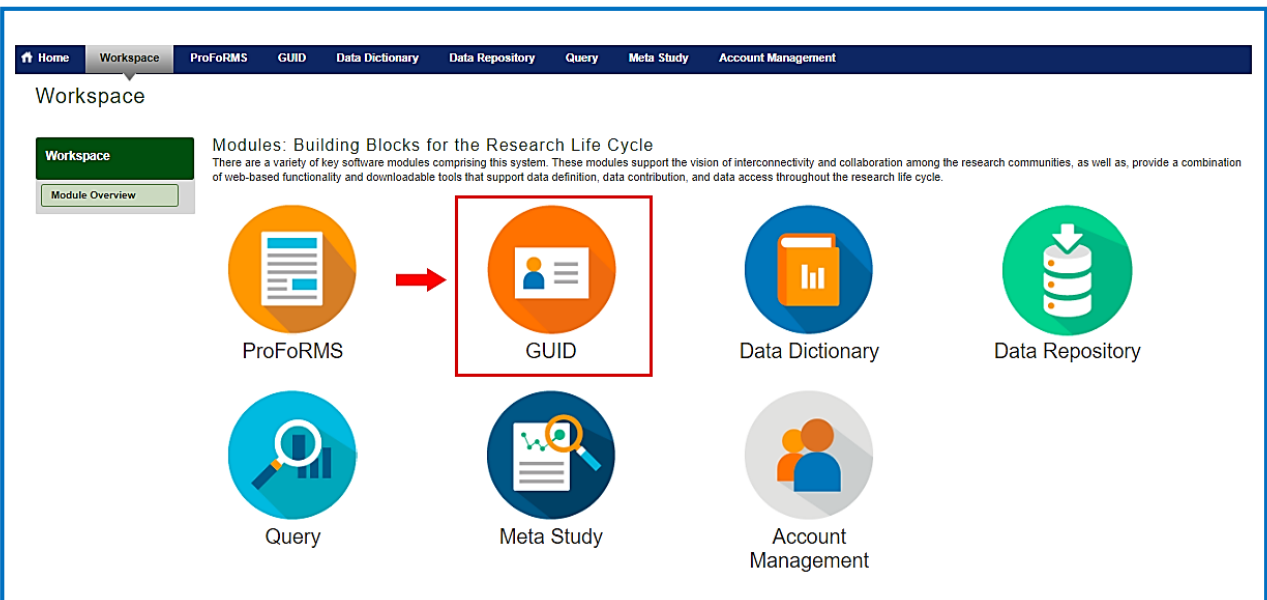 Home Workspace ProFoRMS GUID Data Dictionary Data Repository Query Meta Study Account Management
Workspace
Workspace
Module Overview
Modules: Building Blocks for the Research Life Cycle
There are a variety of key software modules comprising this system. These modules support the vision of interconnectivity and collaboration among the research communities, as well as, provide a combination
of web-based functionality and downloadable tools that support data definition, data contribution, and data access throughout the research life cycle.
ProFoRMS
GUID
Data Dictionary
Data Repository
Query
Meta Study
Account
Management